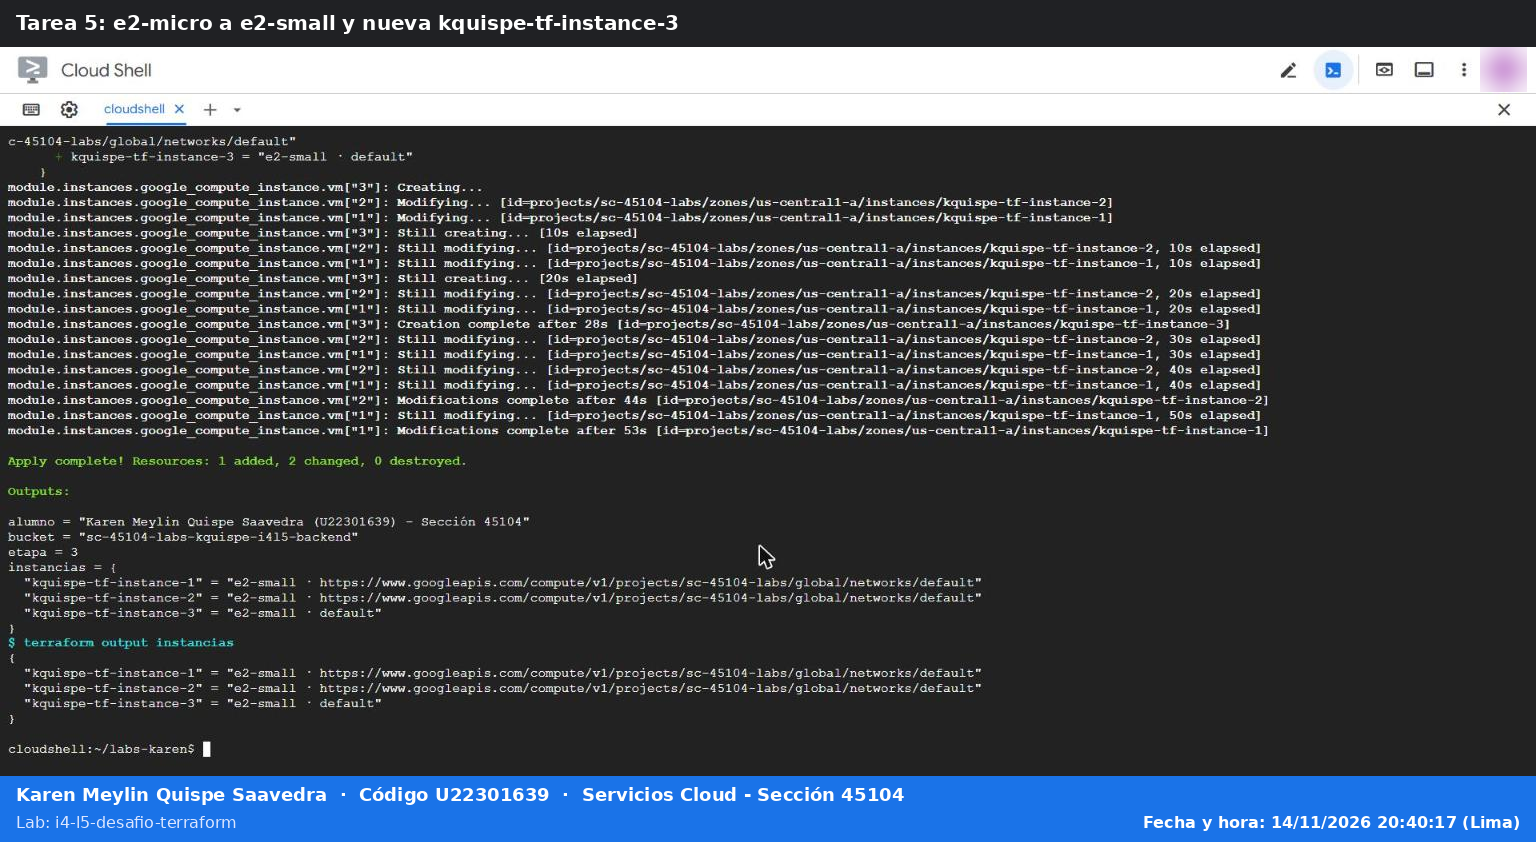 Tarea 5: e2-micro a e2-small y nueva kquispe-tf-instance-3
Cloud Shell
cloudshell
c-45104-labs/global/networks/default"
      + kquispe-tf-instance-3 = "e2-small · default"
    }
module.instances.google_compute_instance.vm["3"]: Creating...
module.instances.google_compute_instance.vm["2"]: Modifying... [id=projects/sc-45104-labs/zones/us-central1-a/instances/kquispe-tf-instance-2]
module.instances.google_compute_instance.vm["1"]: Modifying... [id=projects/sc-45104-labs/zones/us-central1-a/instances/kquispe-tf-instance-1]
module.instances.google_compute_instance.vm["3"]: Still creating... [10s elapsed]
module.instances.google_compute_instance.vm["2"]: Still modifying... [id=projects/sc-45104-labs/zones/us-central1-a/instances/kquispe-tf-instance-2, 10s elapsed]
module.instances.google_compute_instance.vm["1"]: Still modifying... [id=projects/sc-45104-labs/zones/us-central1-a/instances/kquispe-tf-instance-1, 10s elapsed]
module.instances.google_compute_instance.vm["3"]: Still creating... [20s elapsed]
module.instances.google_compute_instance.vm["2"]: Still modifying... [id=projects/sc-45104-labs/zones/us-central1-a/instances/kquispe-tf-instance-2, 20s elapsed]
module.instances.google_compute_instance.vm["1"]: Still modifying... [id=projects/sc-45104-labs/zones/us-central1-a/instances/kquispe-tf-instance-1, 20s elapsed]
module.instances.google_compute_instance.vm["3"]: Creation complete after 28s [id=projects/sc-45104-labs/zones/us-central1-a/instances/kquispe-tf-instance-3]
module.instances.google_compute_instance.vm["2"]: Still modifying... [id=projects/sc-45104-labs/zones/us-central1-a/instances/kquispe-tf-instance-2, 30s elapsed]
module.instances.google_compute_instance.vm["1"]: Still modifying... [id=projects/sc-45104-labs/zones/us-central1-a/instances/kquispe-tf-instance-1, 30s elapsed]
module.instances.google_compute_instance.vm["2"]: Still modifying... [id=projects/sc-45104-labs/zones/us-central1-a/instances/kquispe-tf-instance-2, 40s elapsed]
module.instances.google_compute_instance.vm["1"]: Still modifying... [id=projects/sc-45104-labs/zones/us-central1-a/instances/kquispe-tf-instance-1, 40s elapsed]
module.instances.google_compute_instance.vm["2"]: Modifications complete after 44s [id=projects/sc-45104-labs/zones/us-central1-a/instances/kquispe-tf-instance-2]
module.instances.google_compute_instance.vm["1"]: Still modifying... [id=projects/sc-45104-labs/zones/us-central1-a/instances/kquispe-tf-instance-1, 50s elapsed]
module.instances.google_compute_instance.vm["1"]: Modifications complete after 53s [id=projects/sc-45104-labs/zones/us-central1-a/instances/kquispe-tf-instance-1]
Apply complete! Resources: 1 added, 2 changed, 0 destroyed.
Outputs:
alumno = "Karen Meylin Quispe Saavedra (U22301639) - Sección 45104"
bucket = "sc-45104-labs-kquispe-i4l5-backend"
etapa = 3
instancias = {
  "kquispe-tf-instance-1" = "e2-small · https://www.googleapis.com/compute/v1/projects/sc-45104-labs/global/networks/default"
  "kquispe-tf-instance-2" = "e2-small · https://www.googleapis.com/compute/v1/projects/sc-45104-labs/global/networks/default"
  "kquispe-tf-instance-3" = "e2-small · default"
}
$ terraform output instancias
{
  "kquispe-tf-instance-1" = "e2-small · https://www.googleapis.com/compute/v1/projects/sc-45104-labs/global/networks/default"
  "kquispe-tf-instance-2" = "e2-small · https://www.googleapis.com/compute/v1/projects/sc-45104-labs/global/networks/default"
  "kquispe-tf-instance-3" = "e2-small · default"
}
cloudshell:~/labs-karen$
Karen Meylin Quispe Saavedra · Código U22301639 · Servicios Cloud - Sección 45104
Lab: i4-l5-desafio-terraform
Fecha y hora: 14/11/2026 20:40:17 (Lima)